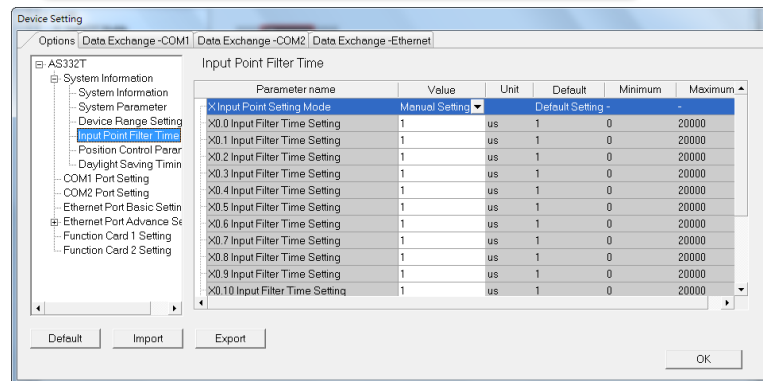 Device Setting
Options Data Exchange -COM1 Data Exchange -COM2 Data Exchange -Ethernet
AS332T
System Information
System Information
System Parameter
Device Range Setting
Input Point Filter Time
Position Control Parar
Daylight Saving Timin
COM1 Port Setting
COM2 Port Setting
Ethernet Port Basic Settin
Ethernet Port Advance Se
Function Card 1 Setting
Function Card 2 Setting
Input Point Filter Time
Parameter name Value Unit Default Minimum Maximum
X Input Point Setting Mode Manual Setting Default Setting - -
X0.0 Input Filter Time Setting 1 us 1 0 20000
X0.1 Input Filter Time Setting 1 us 1 0 20000
X0.2 Input Filter Time Setting 1 us 1 0 20000
X0.3 Input Filter Time Setting 1 us 1 0 20000
X0.4 Input Filter Time Setting 1 us 1 0 20000
X0.5 Input Filter Time Setting 1 us 1 0 20000
X0.6 Input Filter Time Setting 1 us 1 0 20000
X0.7 Input Filter Time Setting 1 us 1 0 20000
X0.8 Input Filter Time Setting 1 us 1 0 20000
X0.9 Input Filter Time Setting 1 us 1 0 20000
X0.10 Input Filter Time Setting 1 us 1 0 20000
Default Import Export
OK